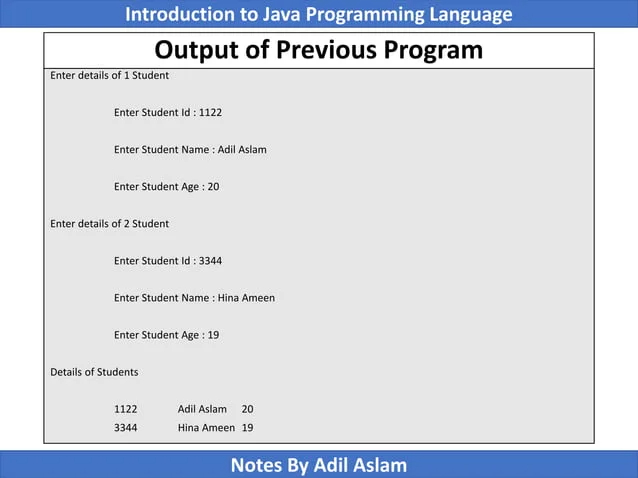 Introduction to Java Programming Language
Output of Previous Program
Enter details of 1 Student
Enter Student Id : 1122
Enter Student Name : Adil Aslam
Enter Student Age : 20
Enter details of 2 Student
Enter Student Id : 3344
Enter Student Name : Hina Ameen
Enter Student Age : 19
Details of Students
1122 Adil Aslam 20
3344 Hina Ameen 19
Notes By Adil Aslam